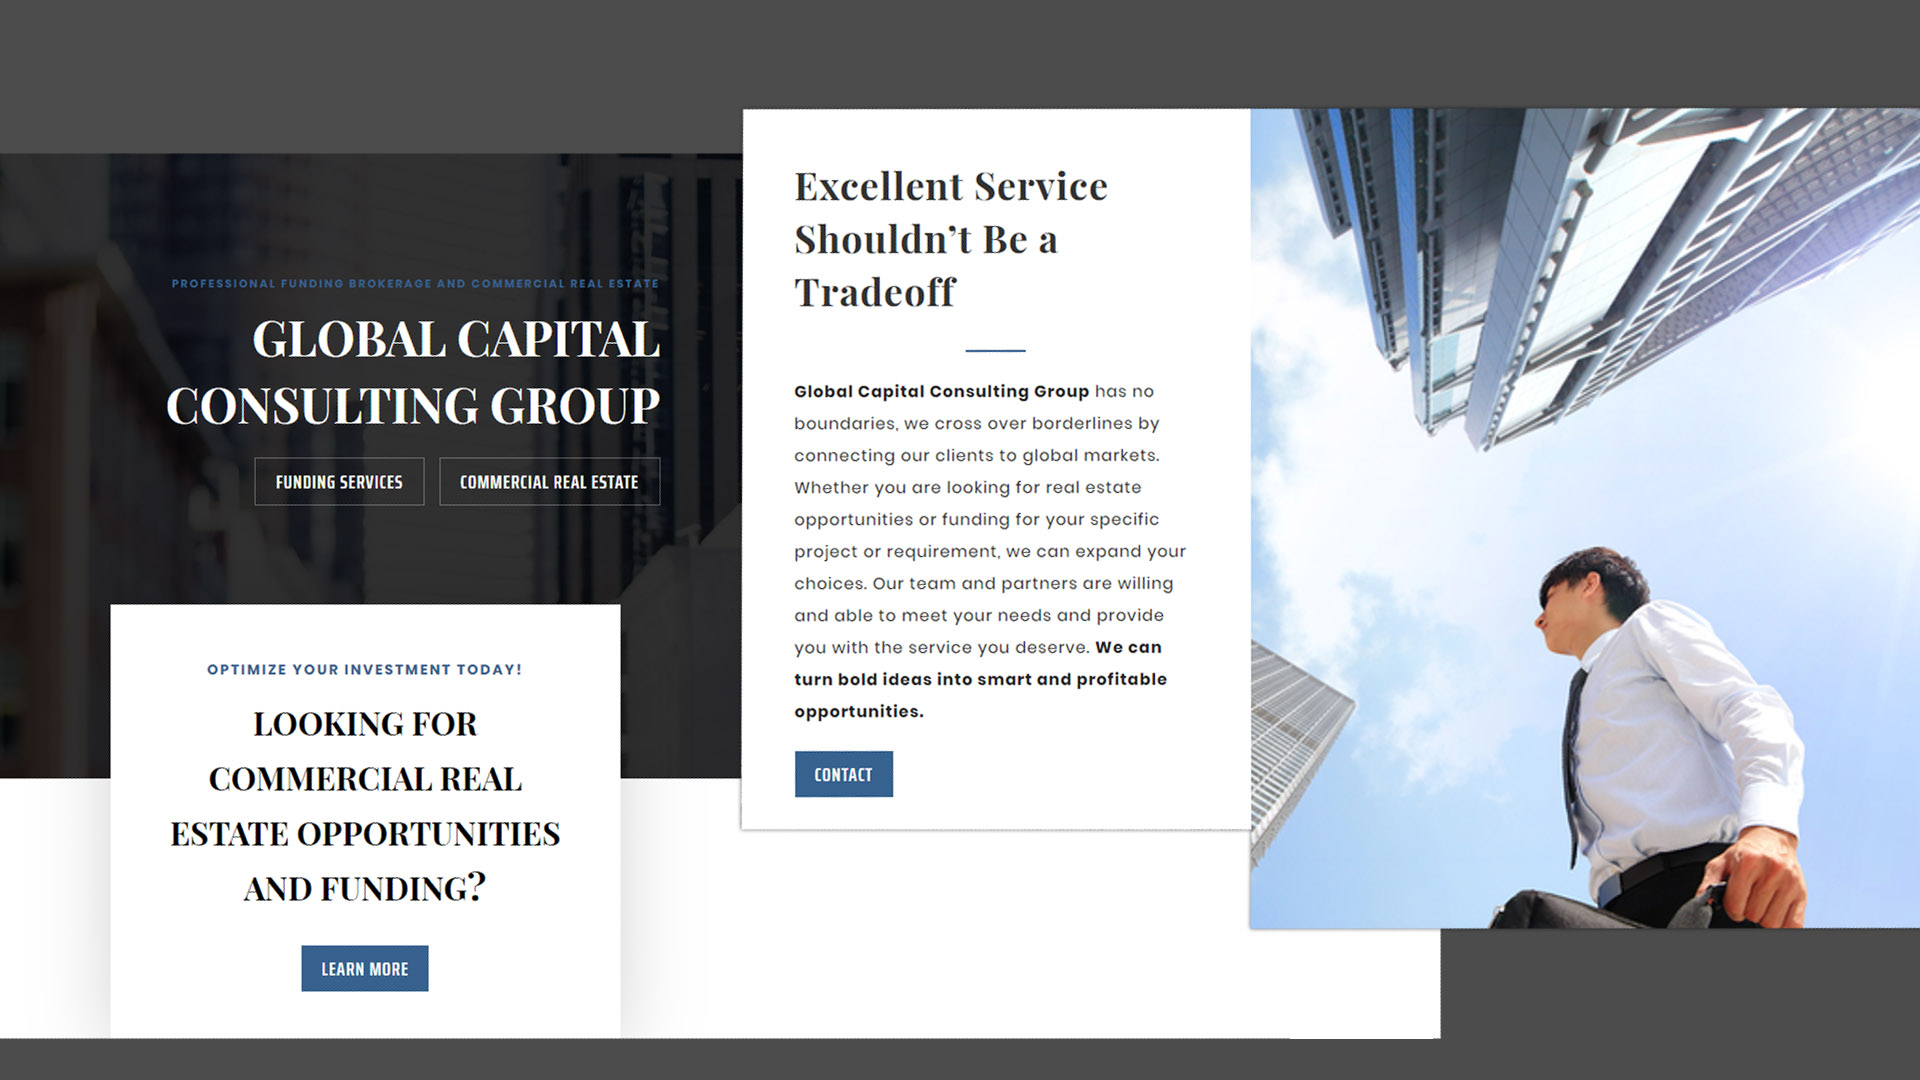 PROFESSIONAL FUNDING BROKERAGE AND COMMERCIAL REAL ESTATE
GLOBAL CAPITAL
CONSULTING GROUP
FUNDING SERVICES
COMMERCIAL REAL ESTATE
OPTIMIZE YOUR INVESTMENT TODAY!
LOOKING FOR
COMMERCIAL REAL
ESTATE OPPORTUNITIES
AND FUNDING?
LEARN MORE
Excellent Service
Shouldn’t Be a
Tradeoff
Global Capital Consulting Group has no
boundaries, we cross over borderlines by
connecting our clients to global markets.
Whether you are looking for real estate
opportunities or funding for your specific
project or requirement, we can expand your
choices. Our team and partners are willing
and able to meet your needs and provide
you with the service you deserve. We can
turn bold ideas into smart and profitable
opportunities.
CONTACT